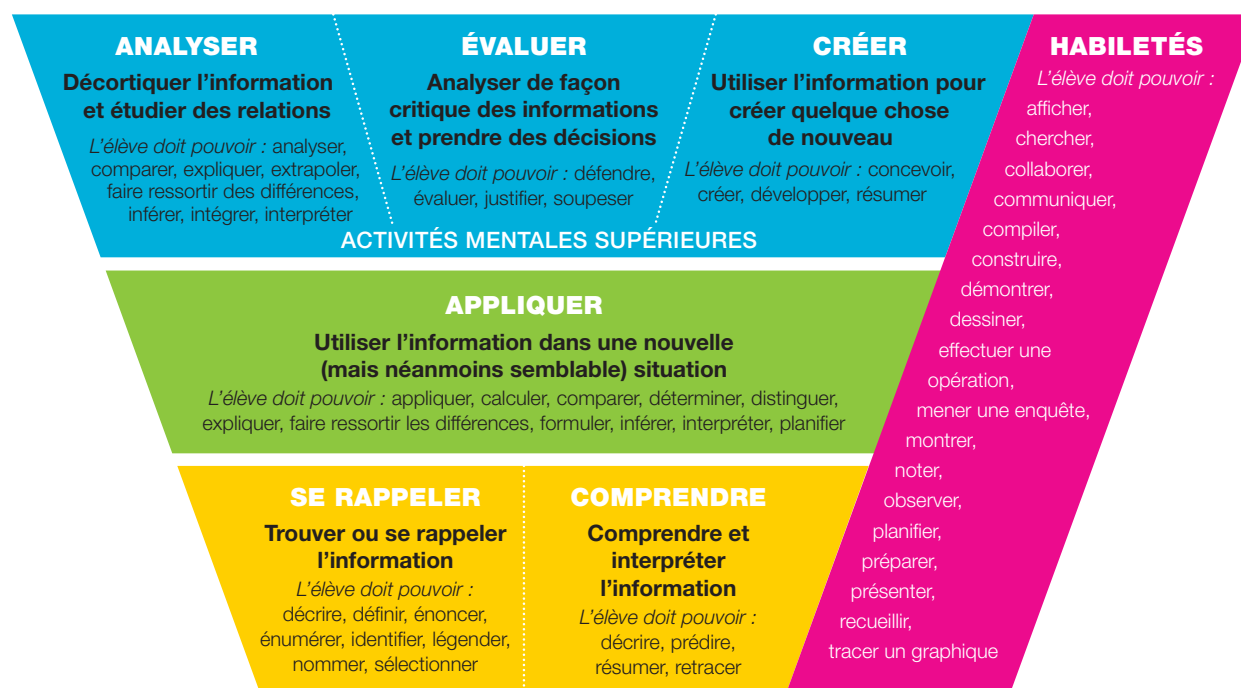 ANALYSER
Décortiquer l'information
et étudier des relations
L'élève doit pouvoir : analyser,
comparer, expliquer, extrapoler,
faire ressortir des différences,
inférer, intégrer, interpréter
ÉVALUER
Analyser de façon
critique des informations
et prendre des décisions
L'élève doit pouvoir : défendre,
évaluer, justifier, soupeser
CRÉER
Utiliser l'information pour
créer quelque chose
de nouveau
L'élève doit pouvoir : concevoir,
créer, développer, résumer
ACTIVITÉS MENTALES SUPÉRIEURES
APPLIQUER
Utiliser l'information dans une nouvelle
(mais néanmoins semblable) situation
L'élève doit pouvoir : appliquer, calculer, comparer, déterminer, distinguer,
expliquer, faire ressortir les différences, formuler, inférer, interpréter, planifier
SE RAPPELER
Trouver ou se rappeler
l'information
L'élève doit pouvoir :
décrire, définir, énoncer,
énumérer, identifier, légender,
nommer, sélectionner
COMPRENDRE
Comprendre et
interpréter
l'information
L'élève doit pouvoir :
décrire, prédire,
résumer, retracer
HABILETÉS
L'élève doit pouvoir :
afficher,
chercher,
collaborer,
communiquer,
compiler,
construire,
démontrer,
dessiner,
effectuer une
opération,
mener une enquête,
montrer,
noter,
observer,
planifier,
préparer,
présenter,
recueillir,
tracer un graphique